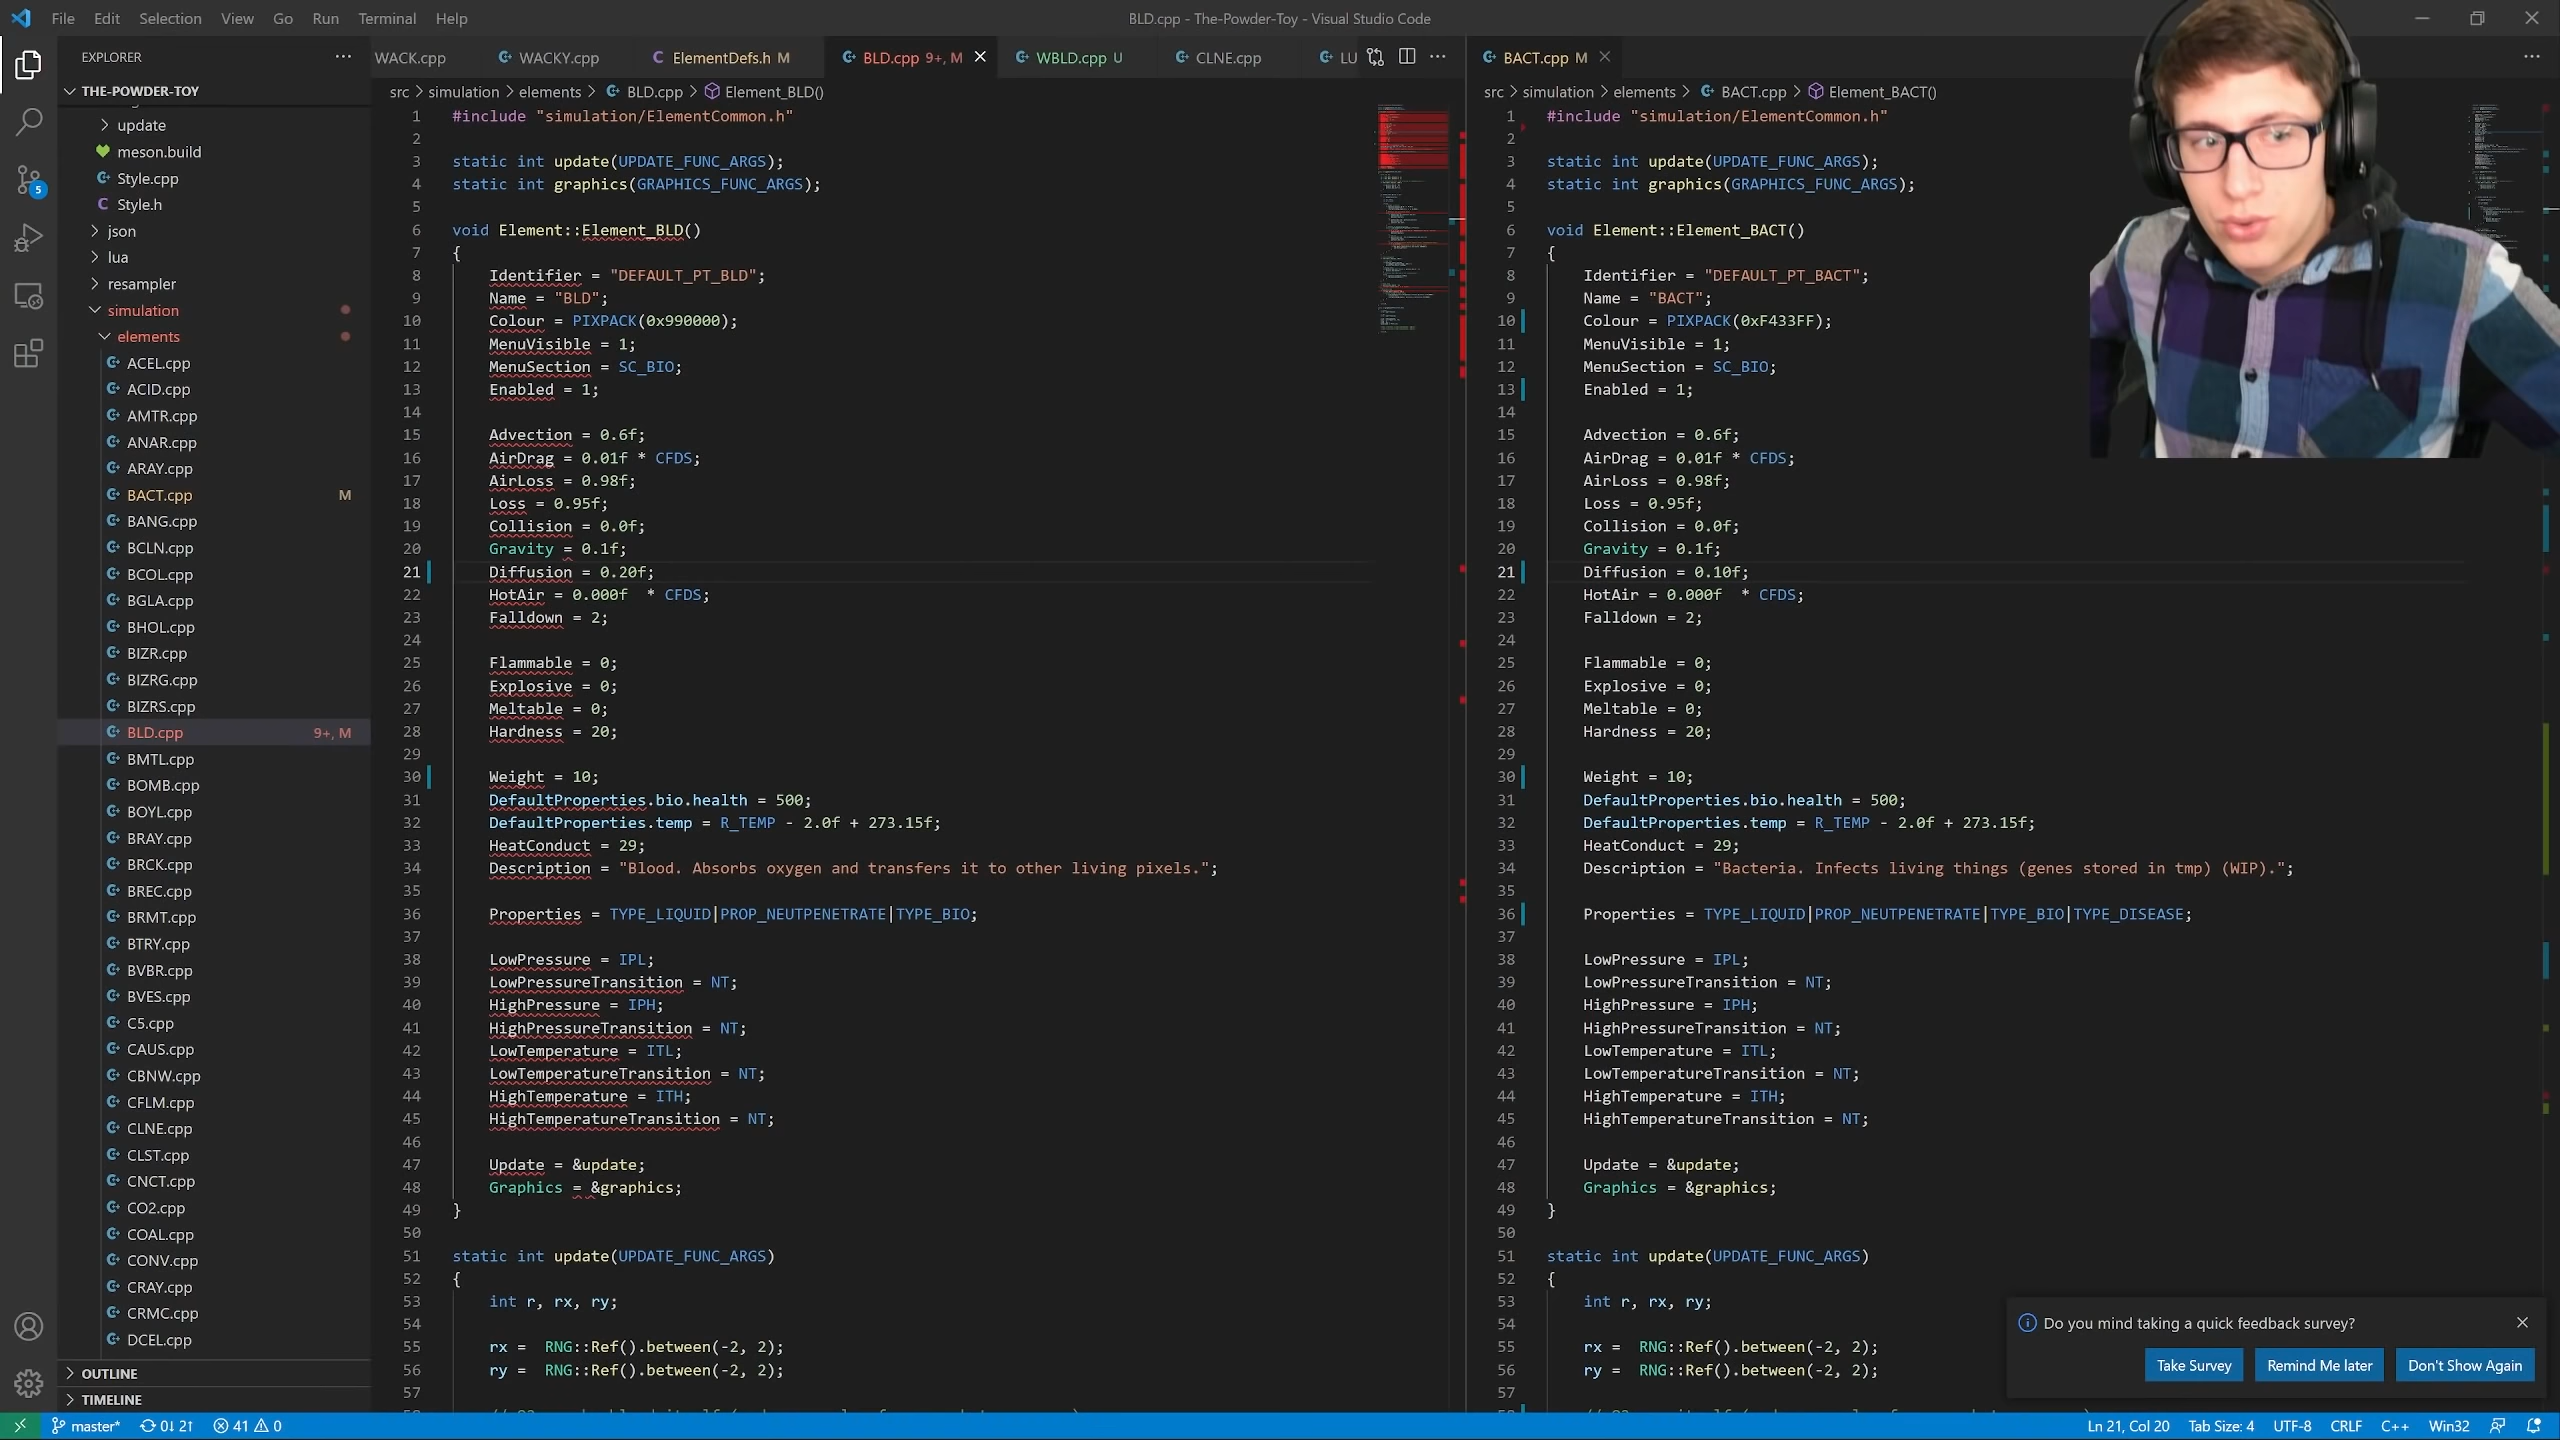 File Edit Selection View Go Run Terminal Help
BLD.cpp - The-Powder-Toy - Visual Studio Code
EXPLORER
THE-POWDER-TOY
update
meson.build
Style.cpp
Style.h
json
lua
resampler
simulation
elements
ACEL.cpp
ACID.cpp
AMTR.cpp
ANAR.cpp
ARAY.cpp
BACT.cpp M
BANG.cpp
BCLN.cpp
BCOL.cpp
BGLA.cpp
BHOL.cpp
BIZR.cpp
BIZRG.cpp
BIZRS.cpp
BLD.cpp 9+, M
BMTL.cpp
BOMB.cpp
BOYL.cpp
BRAY.cpp
BRCK.cpp
BREC.cpp
BRMT.cpp
BTRY.cpp
BVBR.cpp
BVES.cpp
C5.cpp
CAUS.cpp
CBNW.cpp
CFLM.cpp
CLNE.cpp
CLST.cpp
CNCT.cpp
CO2.cpp
COAL.cpp
CONV.cpp
CRAY.cpp
CRMC.cpp
DCEL.cpp
OUTLINE
TIMELINE
5
WACK.cpp WACKY.cpp ElementDefs.h M BLD.cpp 9+, M WBLD.cpp U CLNE.cpp LU
src > simulation > elements > BLD.cpp > Element_BLD()
1 #include "simulation/ElementCommon.h"
2
3 static int update(UPDATE_FUNC_ARGS);
4 static int graphics(GRAPHICS_FUNC_ARGS);
5
6 void Element::Element_BLD()
7 {
8 Identifier = "DEFAULT_PT_BLD";
9 Name = "BLD";
10 Colour = PIXPACK(0x990000);
11 MenuVisible = 1;
12 MenuSection = SC_BIO;
13 Enabled = 1;
14
15 Advection = 0.6f;
16 AirDrag = 0.01f * CFDS;
17 AirLoss = 0.98f;
18 Loss = 0.95f;
19 Collision = 0.0f;
20 Gravity = 0.1f;
21 Diffusion = 0.20f;
22 HotAir = 0.000f * CFDS;
23 Falldown = 2;
24
25 Flammable = 0;
26 Explosive = 0;
27 Meltable = 0;
28 Hardness = 20;
29
30 Weight = 10;
31 DefaultProperties.bio.health = 500;
32 DefaultProperties.temp = R_TEMP - 2.0f + 273.15f;
33 HeatConduct = 29;
34 Description = "Blood. Absorbs oxygen and transfers it to other living pixels.";
35
36 Properties = TYPE_LIQUID|PROP_NEUTPENETRATE|TYPE_BIO;
37
38 LowPressure = IPL;
39 LowPressureTransition = NT;
40 HighPressure = IPH;
41 HighPressureTransition = NT;
42 LowTemperature = ITL;
43 LowTemperatureTransition = NT;
44 HighTemperature = ITH;
45 HighTemperatureTransition = NT;
46
47 Update = &update;
48 Graphics = &graphics;
49 }
50
51 static int update(UPDATE_FUNC_ARGS)
52 {
53 int r, rx, ry;
54
55 rx = RNG::Ref().between(-2, 2);
56 ry = RNG::Ref().between(-2, 2);
57
BACT.cpp M
src > simulation > elements > BACT.cpp > Element_BACT()
1 #include "simulation/ElementCommon.h"
2
3 static int update(UPDATE_FUNC_ARGS);
4 static int graphics(GRAPHICS_FUNC_ARGS);
5
6 void Element::Element_BACT()
7 {
8 Identifier = "DEFAULT_PT_BACT";
9 Name = "BACT";
10 Colour = PIXPACK(0xF433FF);
11 MenuVisible = 1;
12 MenuSection = SC_BIO;
13 Enabled = 1;
14
15 Advection = 0.6f;
16 AirDrag = 0.01f * CFDS;
17 AirLoss = 0.98f;
18 Loss = 0.95f;
19 Collision = 0.0f;
20 Gravity = 0.1f;
21 Diffusion = 0.10f;
22 HotAir = 0.000f * CFDS;
23 Falldown = 2;
24
25 Flammable = 0;
26 Explosive = 0;
27 Meltable = 0;
28 Hardness = 20;
29
30 Weight = 10;
31 DefaultProperties.bio.health = 500;
32 DefaultProperties.temp = R_TEMP - 2.0f + 273.15f;
33 HeatConduct = 29;
34 Description = "Bacteria. Infects living things (genes stored in tmp) (WIP).";
35
36 Properties = TYPE_LIQUID|PROP_NEUTPENETRATE|TYPE_BIO|TYPE_DISEASE;
37
38 LowPressure = IPL;
39 LowPressureTransition = NT;
40 HighPressure = IPH;
41 HighPressureTransition = NT;
42 LowTemperature = ITL;
43 LowTemperatureTransition = NT;
44 HighTemperature = ITH;
45 HighTemperatureTransition = NT;
46
47 Update = &update;
48 Graphics = &graphics;
49 }
50
51 static int update(UPDATE_FUNC_ARGS)
52 {
53 int r, rx, ry;
54
55 rx = RNG::Ref().between(-2, 2);
56 ry = RNG::Ref().between(-2, 2);
57
Do you mind taking a quick feedback survey?
Take Survey Remind Me later Don't Show Again
master* 0↓ 2↑ 41 0
Ln 21, Col 20 Tab Size: 4 UTF-8 CRLF C++ Win32